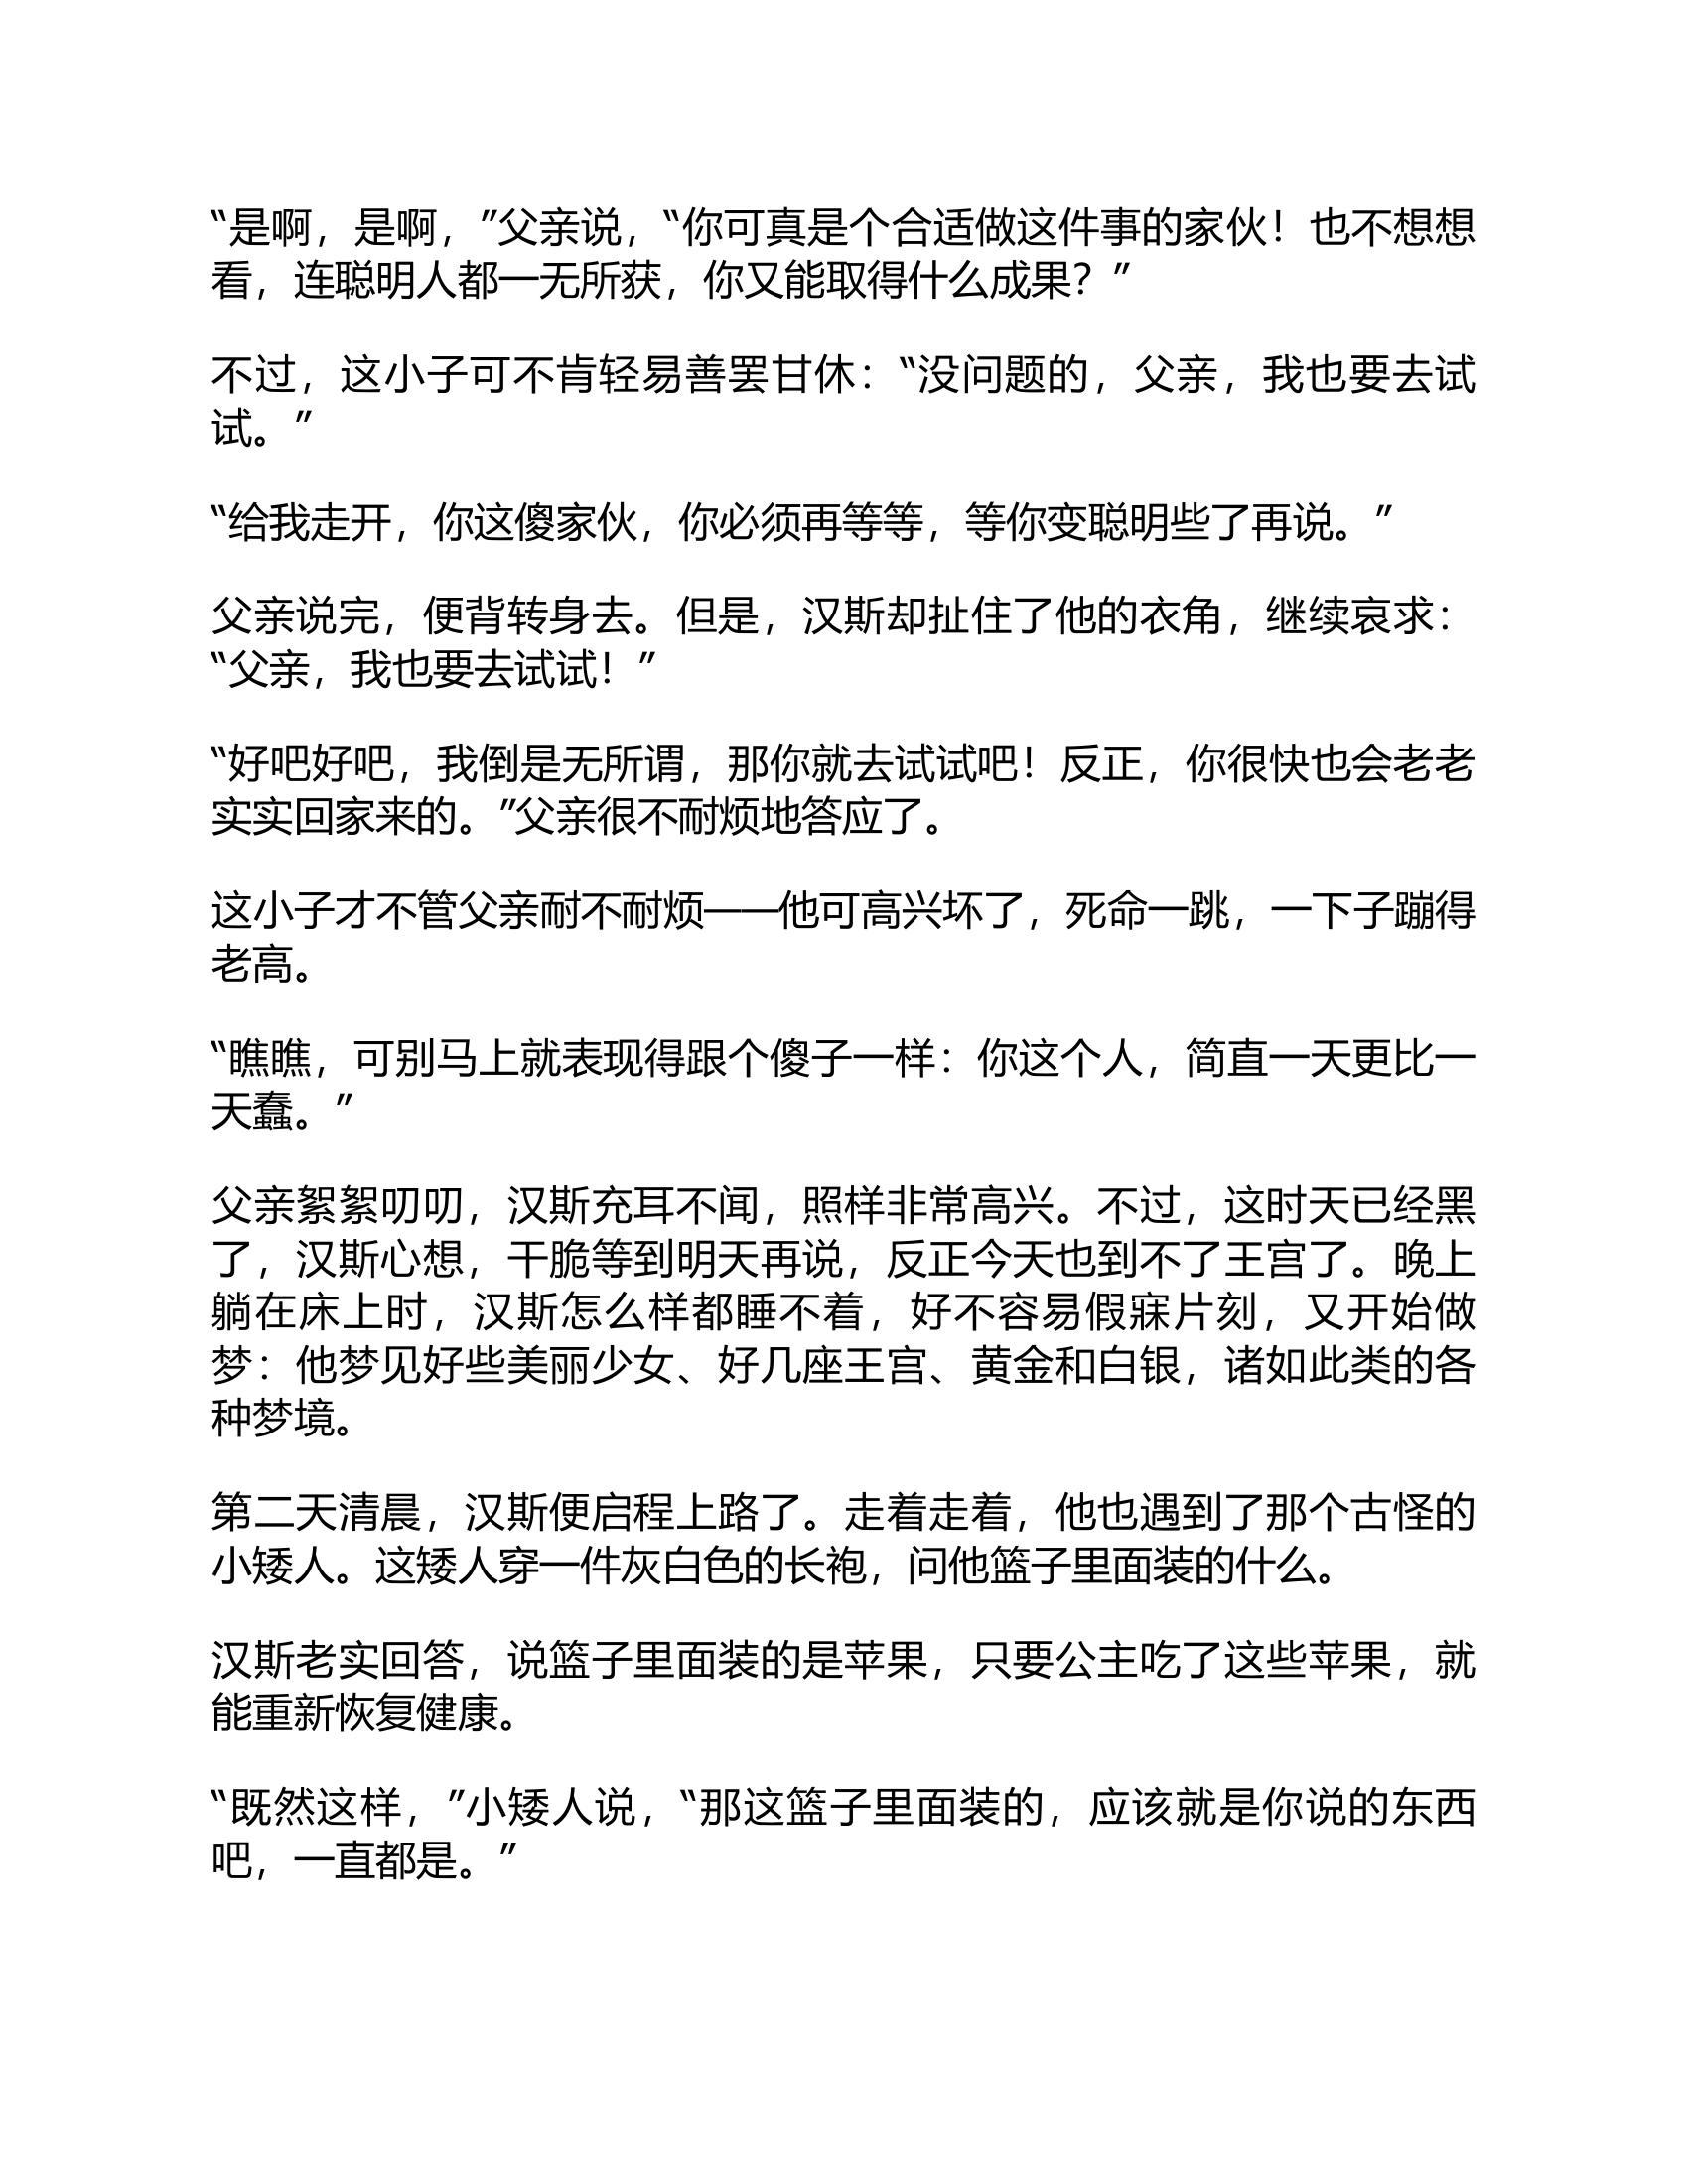 “是啊，是啊，”父亲说，“你可真是个合适做这件事的家伙！也不想想
看，连聪明人都一无所获，你又能取得什么成果？”
不过，这小子可不肯轻易善罢甘休：“没问题的，父亲，我也要去试
试。”
“给我走开，你这傻家伙，你必须再等等，等你变聪明些了再说。”
父亲说完，便背转身去。但是，汉斯却扯住了他的衣角，继续哀求：
“父亲，我也要去试试！”
“好吧好吧，我倒是无所谓，那你就去试试吧！反正，你很快也会老老
实实回家来的。”父亲很不耐烦地答应了。
这小子才不管父亲耐不耐烦——他可高兴坏了，死命一跳，一下子蹦得
老高。
“瞧瞧，可别马上就表现得跟个傻子一样：你这个人，简直一天更比一
天蠢。”
父亲絮絮叨叨，汉斯充耳不闻，照样非常高兴。不过，这时天已经黑
了，汉斯心想，干脆等到明天再说，反正今天也到不了王宫了。晚上
躺在床上时，汉斯怎么样都睡不着，好不容易假寐片刻，又开始做
梦：他梦见好些美丽少女、好几座王宫、黄金和白银，诸如此类的各
种梦境。
第二天清晨，汉斯便启程上路了。走着走着，他也遇到了那个古怪的
小矮人。这矮人穿一件灰白色的长袍，问他篮子里面装的什么。
汉斯老实回答，说篮子里面装的是苹果，只要公主吃了这些苹果，就
能重新恢复健康。
“既然这样，”小矮人说，“那这篮子里面装的，应该就是你说的东西
吧，一直都是。”